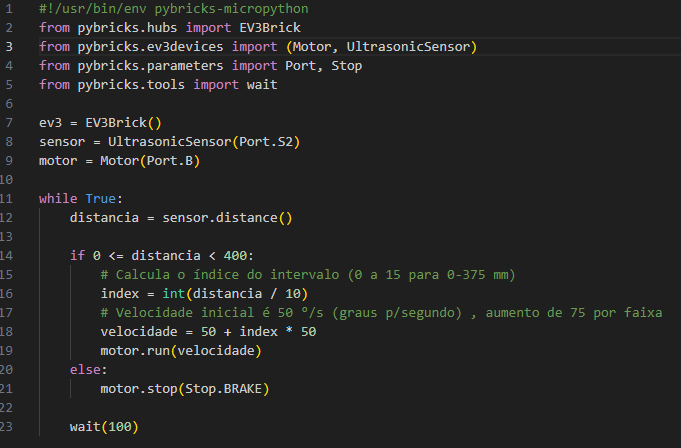 1 #!/usr/bin/env pybricks-micropython
2 from pybricks.hubs import EV3Brick
3 from pybricks.ev3devices import (Motor, UltrasonicSensor)
4 from pybricks.parameters import Port, Stop
5 from pybricks.tools import wait
6
7 ev3 = EV3Brick()
8 sensor = UltrasonicSensor(Port.S2)
9 motor = Motor(Port.B)
10
11 while True:
12     distancia = sensor.distance()
13
14     if 0 <= distancia < 400:
15         # Calcula o índice do intervalo (0 a 15 para 0-375 mm)
16         index = int(distancia / 10)
17         # Velocidade inicial é 50 º/s (graus p/segundo) , aumento de 75 por faixa
18         velocidade = 50 + index * 50
19         motor.run(velocidade)
20     else:
21         motor.stop(Stop.BRAKE)
22
23     wait(100)